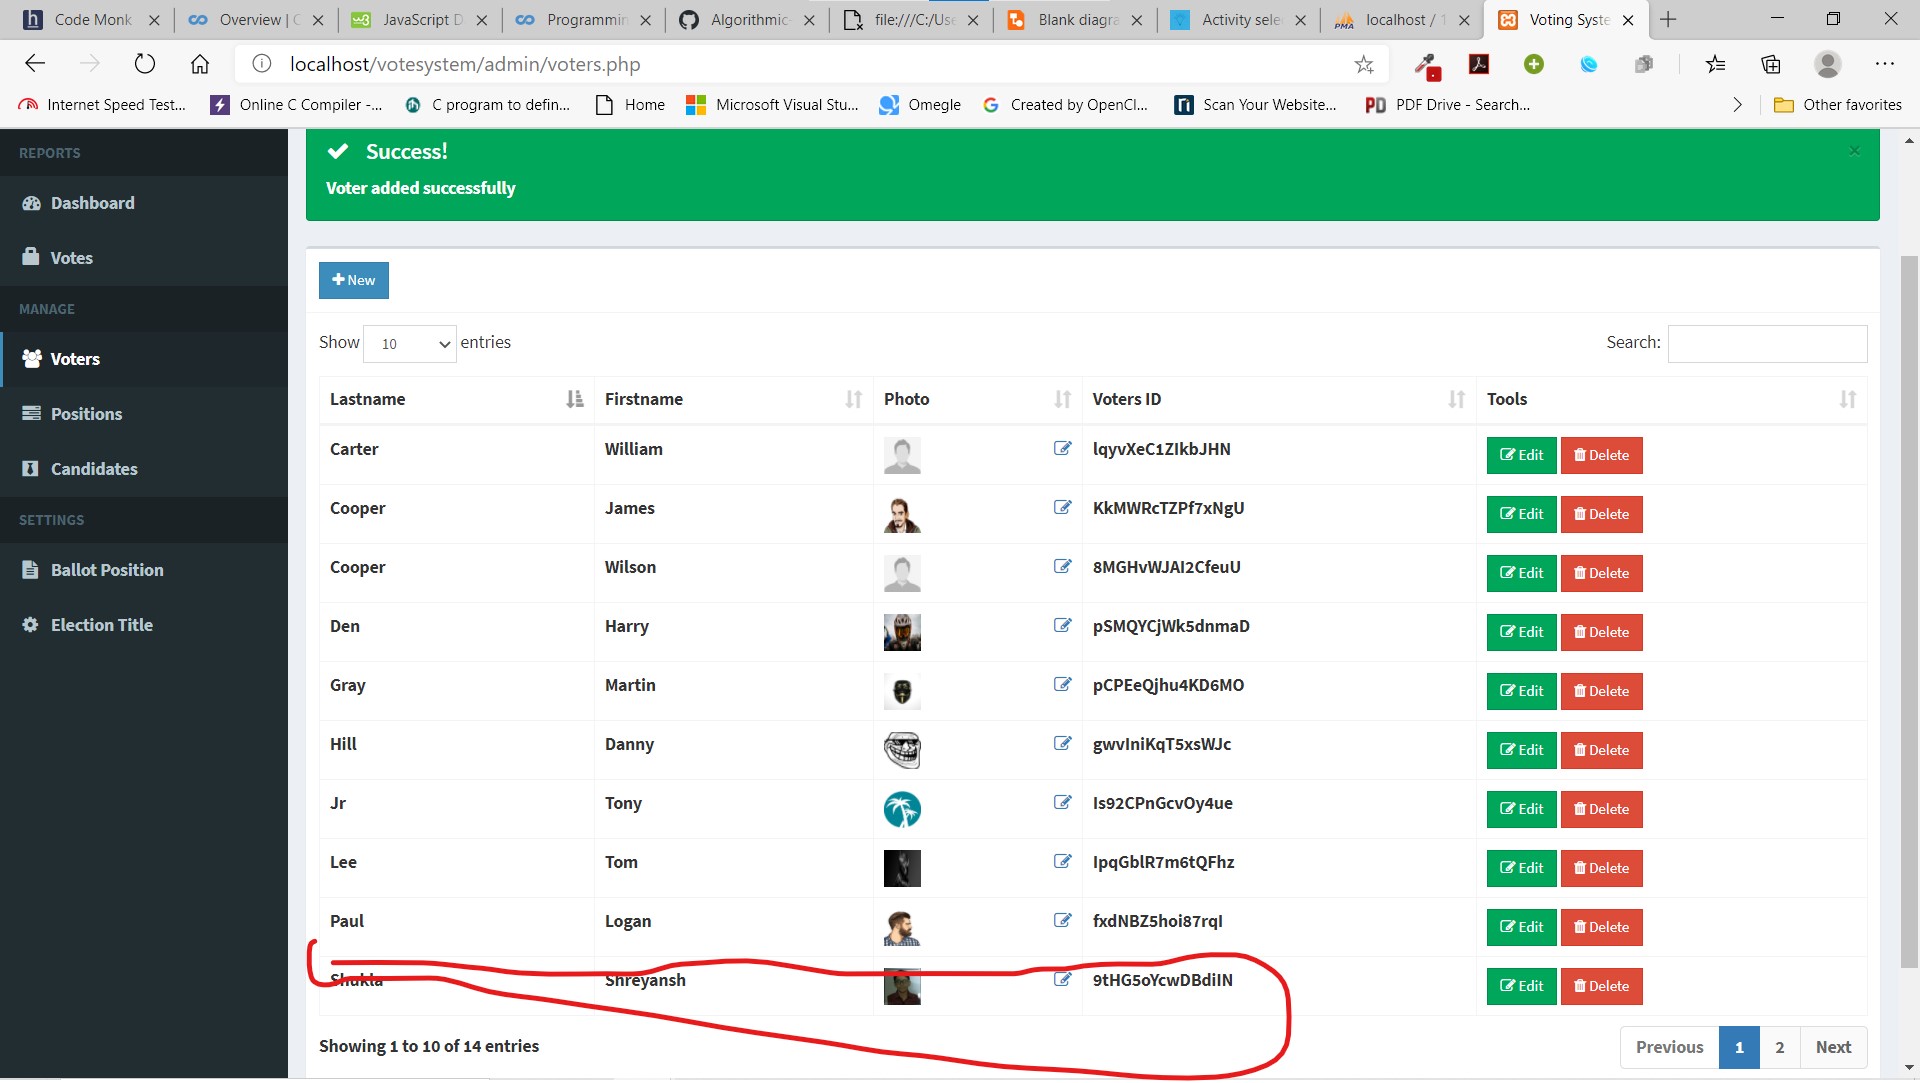 Code Monk
Overview | C
JavaScript D
Programmin
Algorithmic-
file:///C:/Use
Blank diagra
Activity sele
localhost / 1
Voting Syste
localhost/votesystem/admin/voters.php
Internet Speed Test...
Online C Compiler -...
C program to defin...
Home
Microsoft Visual Stu...
Omegle
Created by OpenCl...
Scan Your Website...
PDF Drive - Search...
Other favorites
REPORTS
Dashboard
Votes
MANAGE
Voters
Positions
Candidates
SETTINGS
Ballot Position
Election Title
Success!
Voter added successfully
New
Show 10 entries Search:
Lastname Firstname Photo Voters ID Tools
Carter William lqyvXeC1ZIkbJHN Edit Delete
Cooper James KkMWRcTZPf7xNgU Edit Delete
Cooper Wilson 8MGHvWJAI2CfeuU Edit Delete
Den Harry pSMQYCjWk5dnmaD Edit Delete
Gray Martin pCPEeQjhu4KD6MO Edit Delete
Hill Danny gwvIniKqT5xsWJc Edit Delete
Jr Tony Is92CPnGcvOy4ue Edit Delete
Lee Tom IpqGblR7m6tQFhz Edit Delete
Paul Logan fxdNBZ5hoi87rqI Edit Delete
Shukla Shreyansh 9tHG5oYcwDBdiIN Edit Delete
Showing 1 to 10 of 14 entries Previous 1 2 Next